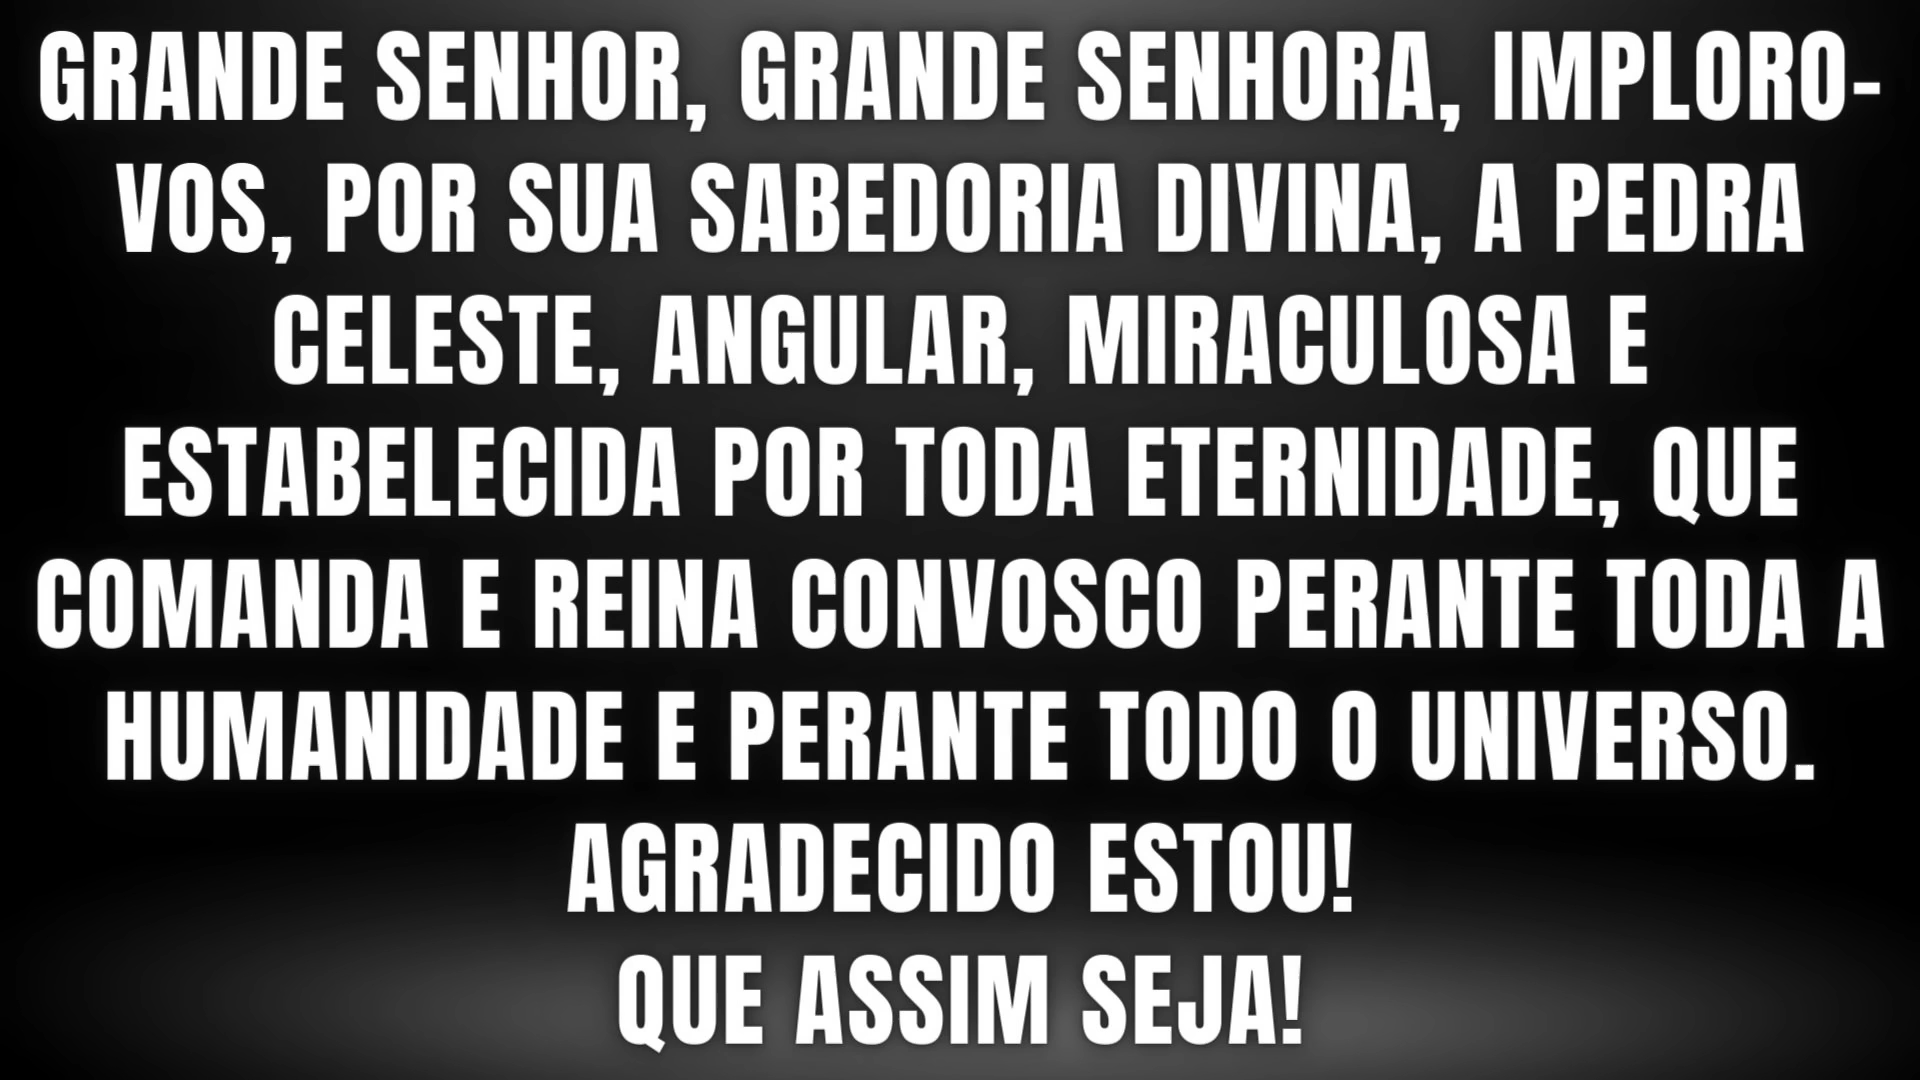 GRANDE SENHOR, GRANDE SENHORA, IMPLORO-
VOS, POR SUA SABEDORIA DIVINA, A PEDRA
CELESTE, ANGULAR, MIRACULOSA E
ESTABELECIDA POR TODA ETERNIDADE, QUE
COMANDA E REINA CONVOSCO PERANTE TODA A
HUMANIDADE E PERANTE TODO O UNIVERSO.
AGRADECIDO ESTOU!
QUE ASSIM SEJA!